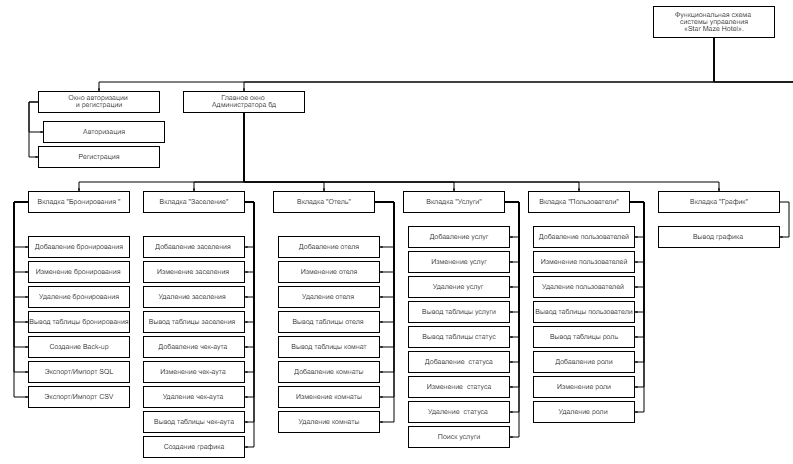 Функциональная схема
системы управления
«Star Maze Hotel».
Окно авторизации
и регистрации
Авторизация
Регистрация
Главное окно
Администратора бд
Вкладка "Бронирования "
Добавление бронирования
Изменение бронирования
Удаление бронирования
Вывод таблицы бронирования
Создание Back-up
Экспорт/Импорт SQL
Экспорт/Импорт CSV
Вкладка "Заселение"
Добавление заселения
Изменение заселения
Удаление заселения
Вывод таблицы заселения
Добавление чек-аута
Изменение чек-аута
Удаление чек-аута
Вывод таблицы чек-аута
Создание графика
Вкладка "Отель"
Добавление отеля
Изменение отеля
Удаление отеля
Вывод таблицы отеля
Вывод таблицы комнат
Добавление комнаты
Изменение комнаты
Удаление комнаты
Вкладка "Услуги"
Добавление услуг
Изменение услуг
Удаление услуг
Вывод таблицы услуги
Вывод таблицы статус
Добавление  статуса
Изменение  статуса
Удаление  статуса
Поиск услуги
Вкладка "Пользователи"
Добавление пользователей
Изменение пользователей
Удаление пользователей
Вывод таблицы пользователи
Вывод таблицы роль
Добавление роли
Изменение роли
Удаление роли
Вкладка "График"
Вывод графика